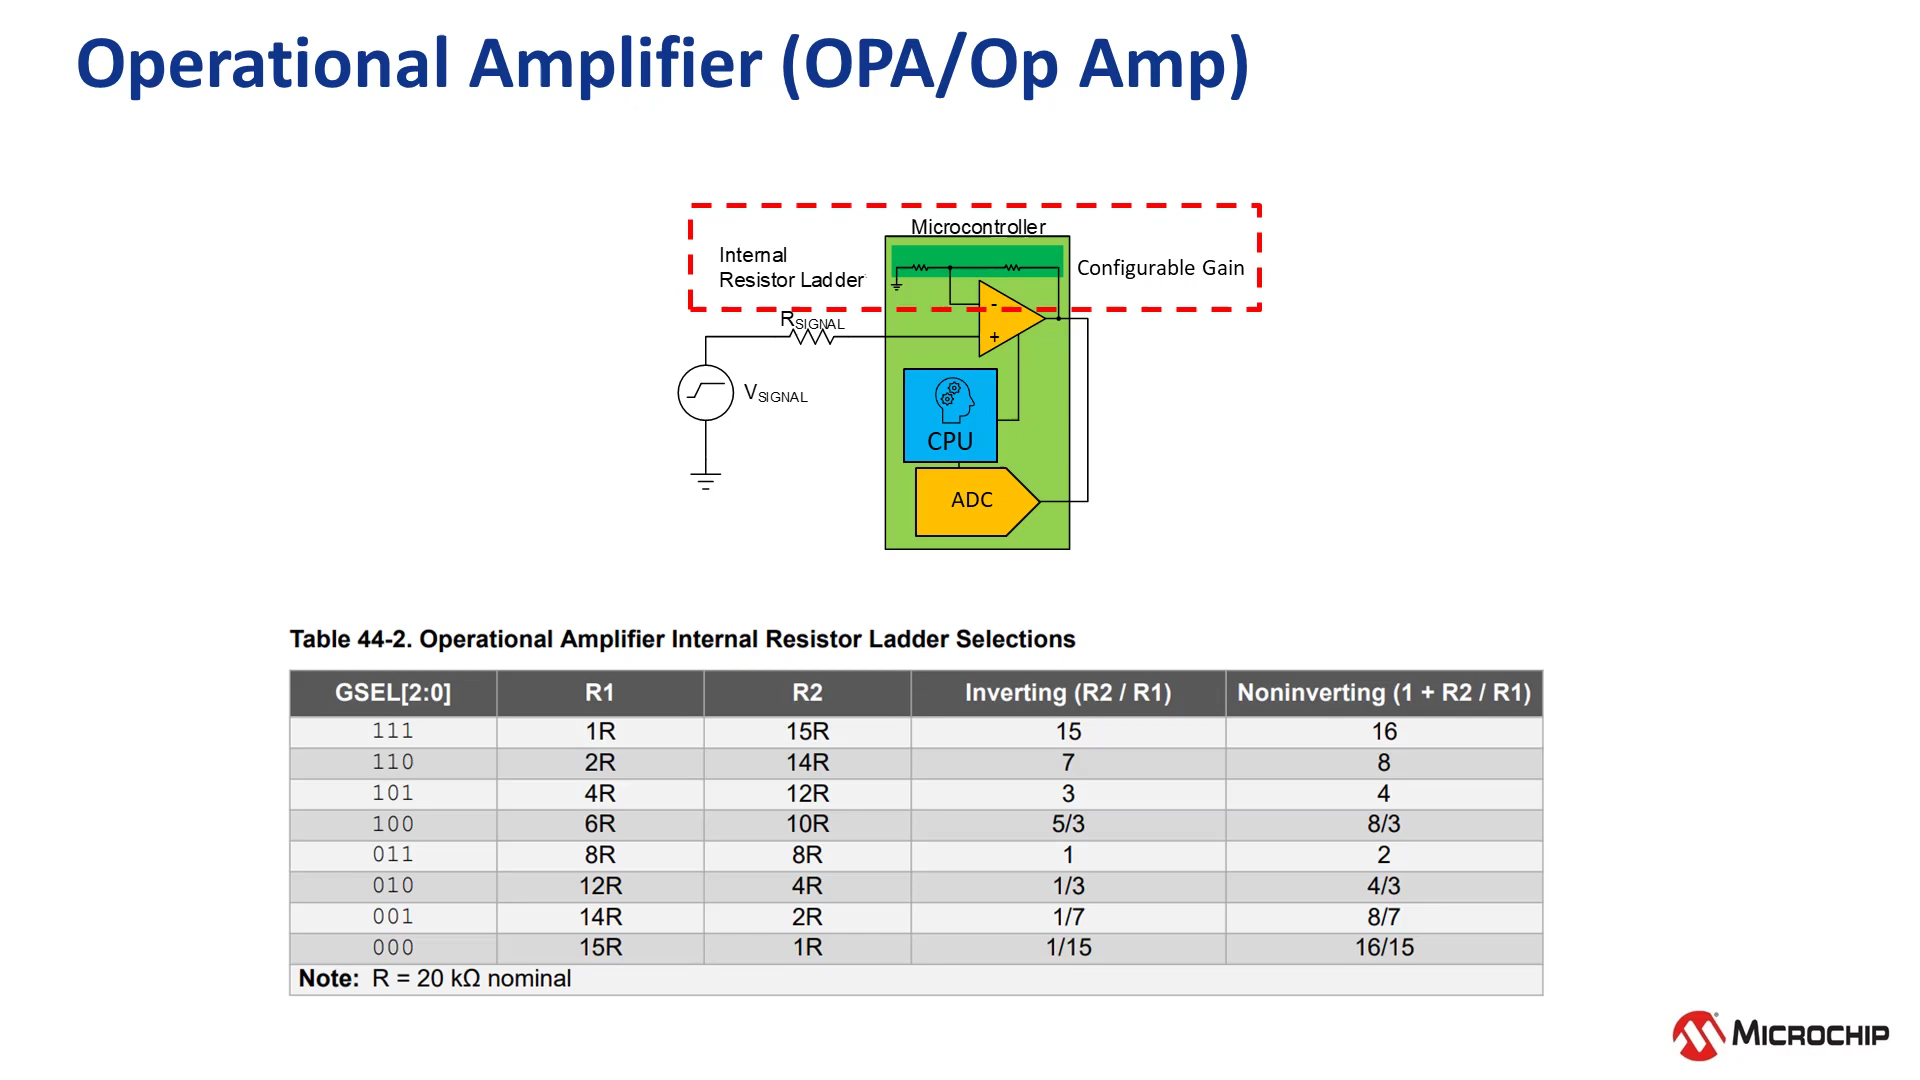 Operational Amplifier (OPA/Op Amp)
Microcontroller
Internal
Resistor Ladder
Configurable Gain
-
RSIGNAL
+
VSIGNAL
CPU
ADC
Table 44-2. Operational Amplifier Internal Resistor Ladder Selections
GSEL[2:0] R1 R2 Inverting (R2 / R1) Noninverting (1 + R2 / R1)
111 1R 15R 15 16
110 2R 14R 7 8
101 4R 12R 3 4
100 6R 10R 5/3 8/3
011 8R 8R 1 2
010 12R 4R 1/3 4/3
001 14R 2R 1/7 8/7
000 15R 1R 1/15 16/15
Note: R = 20 kΩ nominal
MICROCHIP